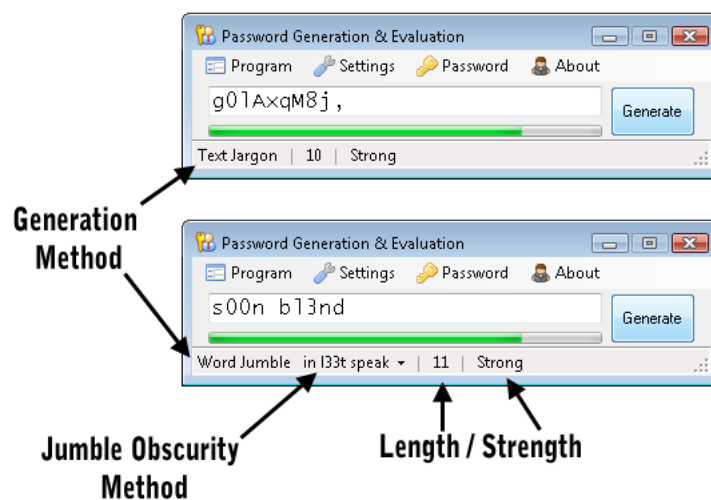 Password Generation & Evaluation
Program Settings Password About
g0lAxqM8j,
Generate
Text Jargon | 10 | Strong
Generation
Method
Password Generation & Evaluation
Program Settings Password About
s00n bl3nd
Generate
Word Jumble in l33t speak | 11 | Strong
Jumble Obscurity
Method
Length / Strength